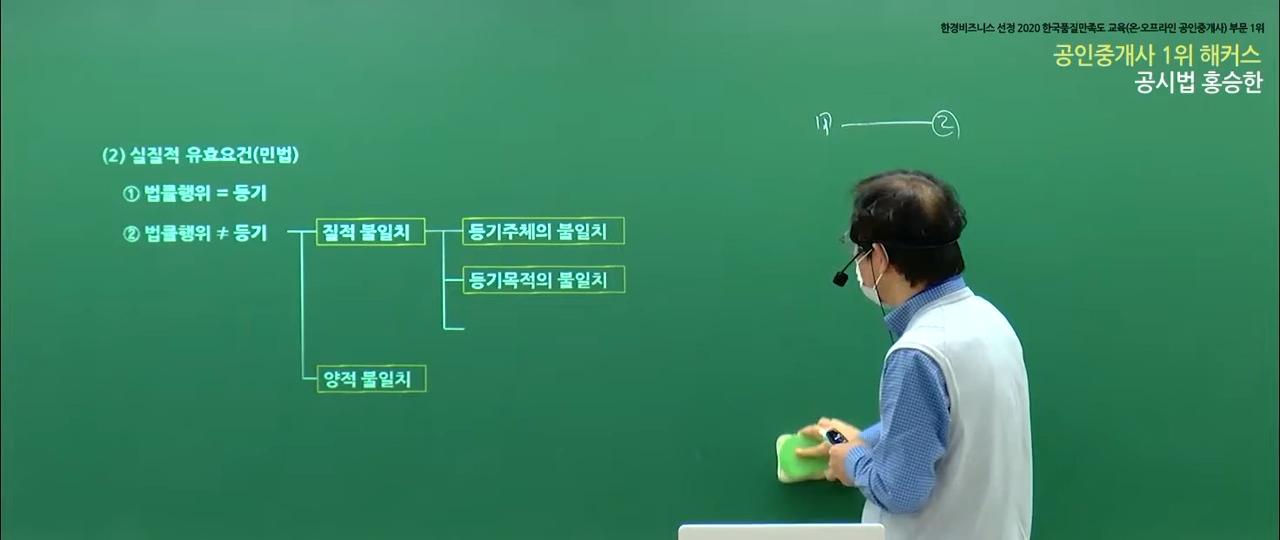 한경비즈니스 선정 2020 한국품질만족도 교육(온·오프라인 공인중개사) 부문 1위
공인중개사 1위 해커스
공시법 홍승한
(2) 실질적 유효요건(민법)
① 법률행위 = 등기
② 법률행위 ≠ 등기
질적 불일치
등기주체의 불일치
등기목적의 불일치
양적 불일치